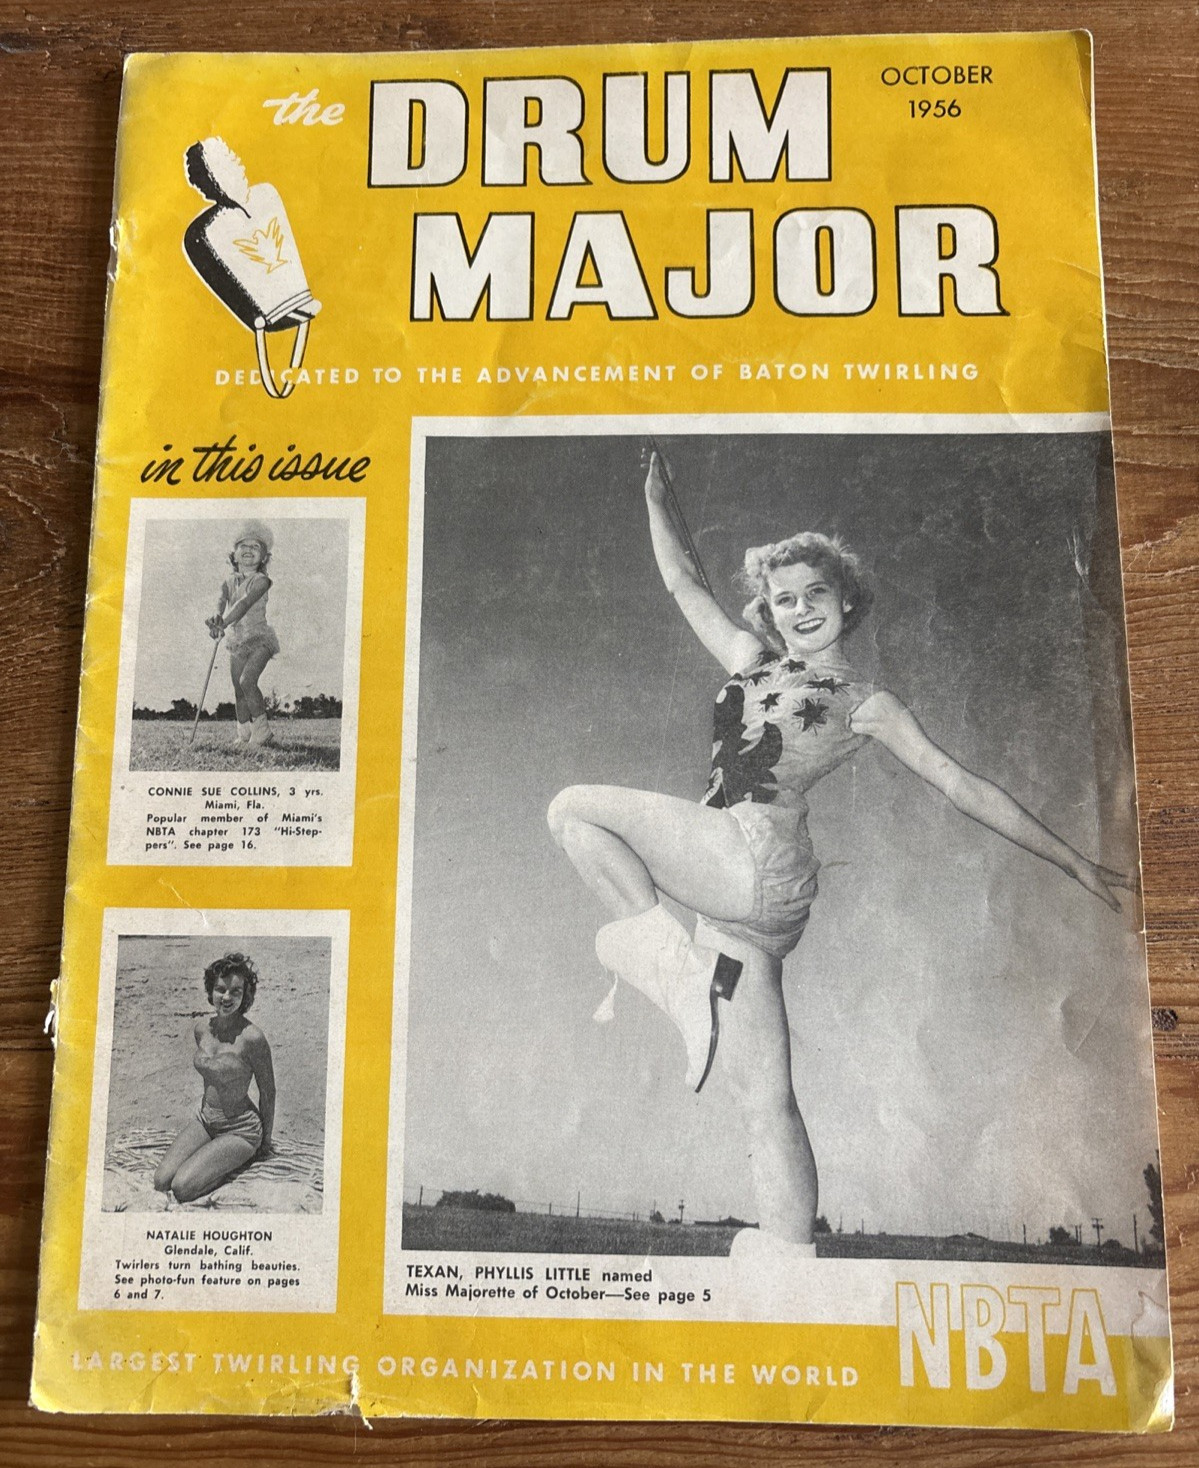 the DRUM
MAJOR
OCTOBER
1956
DEDICATED TO THE ADVANCEMENT OF BATON TWIRLING
in this issue
CONNIE SUE COLLINS, 3 yrs.
Miami, Fla.
Popular member of Miami's
NBTA chapter 173 "Hi-Step-
pers". See page 16.
NATALIE HOUGHTON
Glendale, Calif.
Twirlers turn bathing beauties.
See photo-fun feature on pages
6 and 7.
TEXAN, PHYLLIS LITTLE named
Miss Majorette of October—See page 5
NBTA
LARGEST TWIRLING ORGANIZATION IN THE WORLD